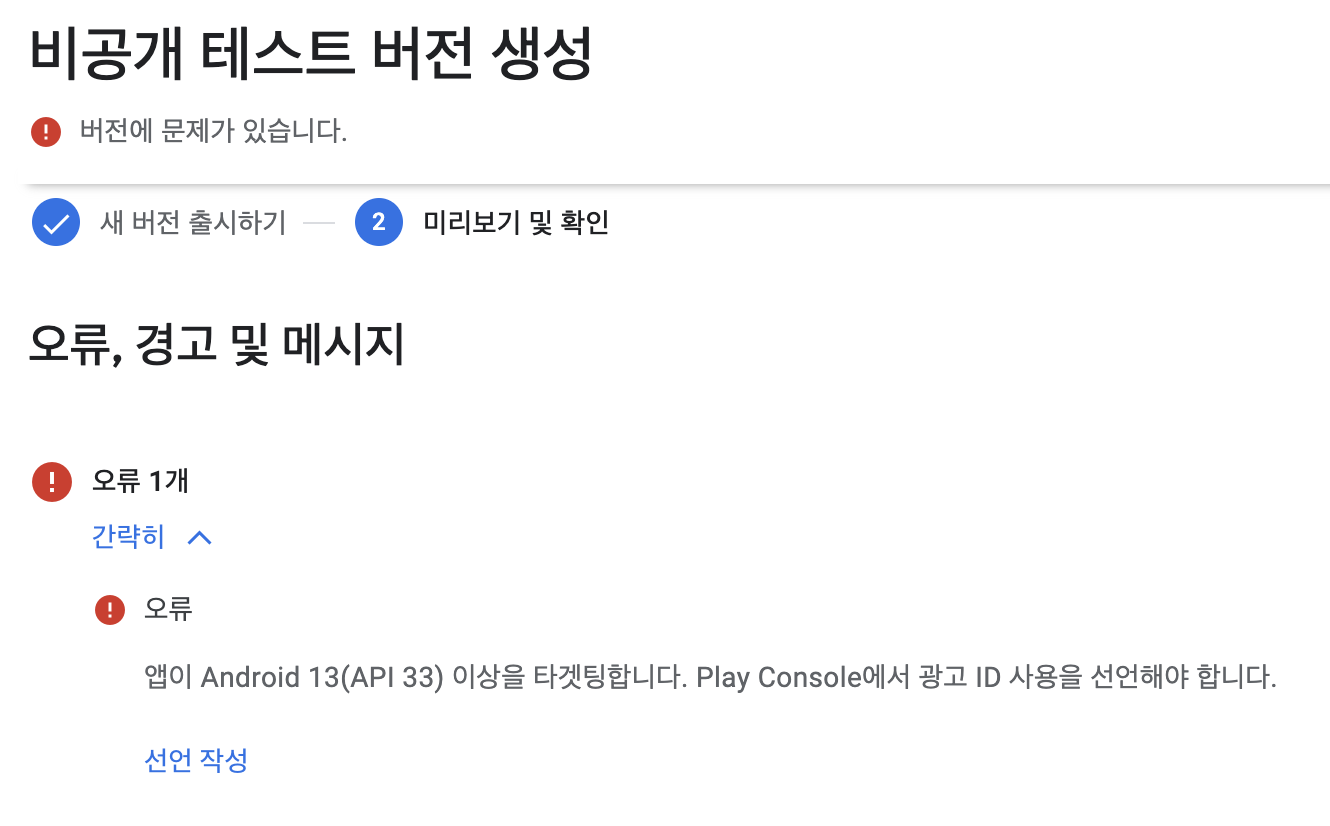 비공개 테스트 버전 생성
버전에 문제가 있습니다.
새 버전 출시하기
2 미리보기 및 확인
오류, 경고 및 메시지
오류 1개
간략히
오류
앱이 Android 13(API 33) 이상을 타겟팅합니다. Play Console에서 광고 ID 사용을 선언해야 합니다.
선언 작성